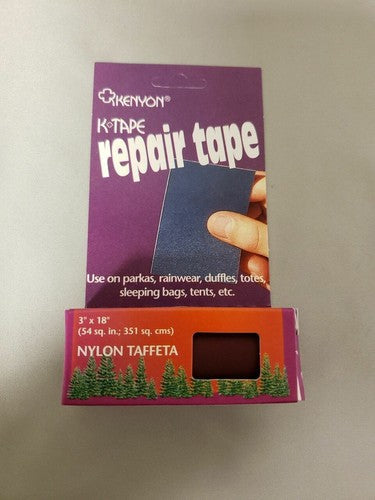 KENYON®
K·TAPE
repair tape
Use on parkas, rainwear, duffles, totes,
sleeping bags, tents, etc.
3" x 18"
(54 sq. in.; 351 sq. cms)
NYLON TAFFETA